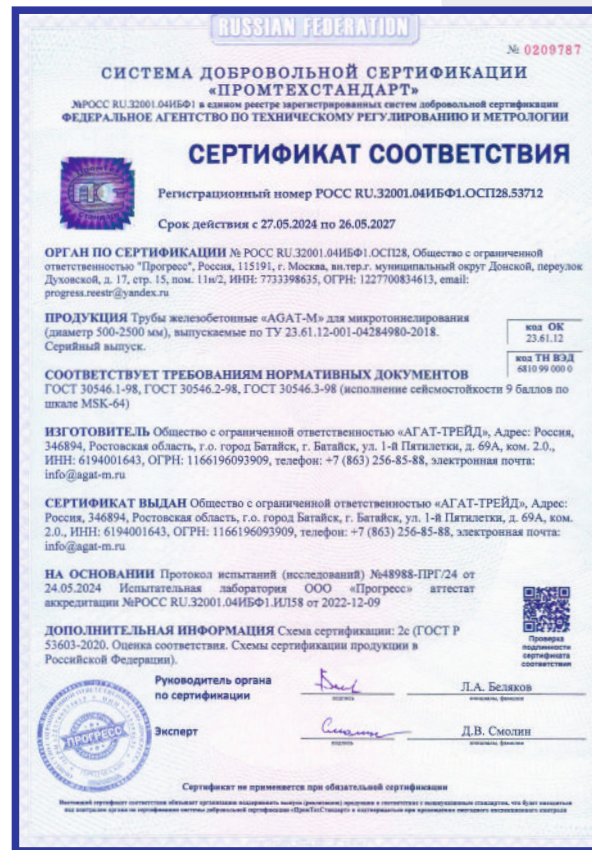 RUSSIAN FEDERATION
№ 0209787
СИСТЕМА ДОБРОВОЛЬНОЙ СЕРТИФИКАЦИИ
«ПРОМТЕХСТАНДАРТ»
№РОСС RU.32001.04ИБФ1 в едином реестре зарегистрированных систем добровольной сертификации
ФЕДЕРАЛЬНОЕ АГЕНТСТВО ПО ТЕХНИЧЕСКОМУ РЕГУЛИРОВАНИЮ И МЕТРОЛОГИИ
СЕРТИФИКАТ СООТВЕТСТВИЯ
Регистрационный номер РОСС RU.32001.04ИБФ1.ОСП28.53712
Срок действия с 27.05.2024 по 26.05.2027
ОРГАН ПО СЕРТИФИКАЦИИ № РОСС RU.32001.04ИБФ1.ОСП28, Общество с ограниченной
ответственностью "Прогресс", Россия, 115191, г. Москва, вн.тер.г. муниципальный округ Донской, переулок
Духовской, д. 17, стр. 15, пом. 11н/2, ИНН: 7733398635, ОГРН: 1227700834613, email:
progress.reestr@yandex.ru
ПРОДУКЦИЯ Трубы железобетонные «AGAT-M» для микротоннелирования
(диаметр 500-2500 мм), выпускаемые по ТУ 23.61.12-001-04284980-2018.
Серийный выпуск.
код ОК
23.61.12
код ТН ВЭД
6810 99 000 0
СООТВЕТСТВУЕТ ТРЕБОВАНИЯМ НОРМАТИВНЫХ ДОКУМЕНТОВ
ГОСТ 30546.1-98, ГОСТ 30546.2-98, ГОСТ 30546.3-98 (исполнение сейсмостойкости 9 баллов по
шкале MSK-64)
ИЗГОТОВИТЕЛЬ Общество с ограниченной ответственностью «АГАТ-ТРЕЙД», Адрес: Россия,
346894, Ростовская область, г.о. город Батайск, г. Батайск, ул. 1-й Пятилетки, д. 69А, ком. 2.0.,
ИНН: 6194001643, ОГРН: 1166196093909, телефон: +7 (863) 256-85-88, электронная почта:
info@agat-m.ru
СЕРТИФИКАТ ВЫДАН Общество с ограниченной ответственностью «АГАТ-ТРЕЙД», Адрес:
Россия, 346894, Ростовская область, г.о. город Батайск, г. Батайск, ул. 1-й Пятилетки, д. 69А, ком.
2.0., ИНН: 6194001643, ОГРН: 1166196093909, телефон: +7 (863) 256-85-88, электронная почта:
info@agat-m.ru
НА ОСНОВАНИИ Протокол испытаний (исследований) №48988-ПРГ/24 от
24.05.2024 Испытательная лаборатория ООО «Прогресс» аттестат
аккредитации №РОСС RU.32001.04ИБФ1.ИЛ58 от 2022-12-09
ДОПОЛНИТЕЛЬНАЯ ИНФОРМАЦИЯ Схема сертификации: 2с (ГОСТ Р
53603-2020. Оценка соответствия. Схемы сертификации продукции в
Российской Федерации).
Проверка
подлинности
сертификата
соответствия
Руководитель органа
по сертификации
подпись
Л.А. Беляков
инициалы, фамилия
Эксперт
подпись
Д.В. Смолин
инициалы, фамилия
ПРОГРЕСС
Сертификат не применяется при обязательной сертификации